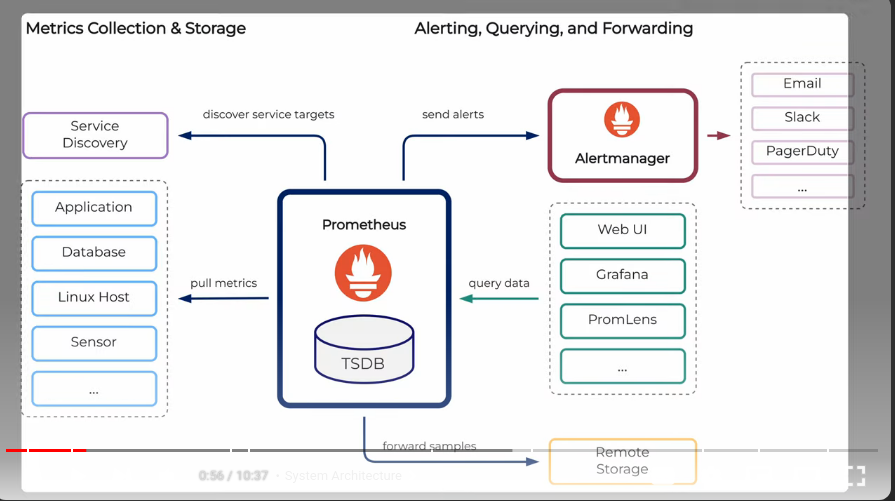 Metrics Collection & Storage
Alerting, Querying, and Forwarding
discover service targets
send alerts
Service
Discovery
Alertmanager
Email
Slack
PagerDuty
...
Application
Database
Linux Host
Sensor
...
pull metrics
Prometheus
TSDB
query data
Web UI
Grafana
PromLens
...
forward samples
Remote
Storage
0:56 / 10:37 • System Architecture